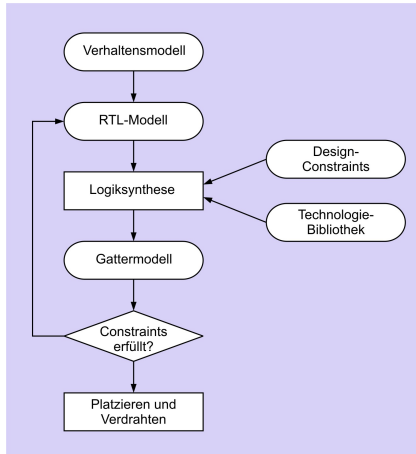 Verhaltensmodell
RTL-Modell
Design-
Constraints
Logiksynthese
Technologie-
Bibliothek
Gattermodell
Constraints
erfüllt?
Platzieren und
Verdrahten